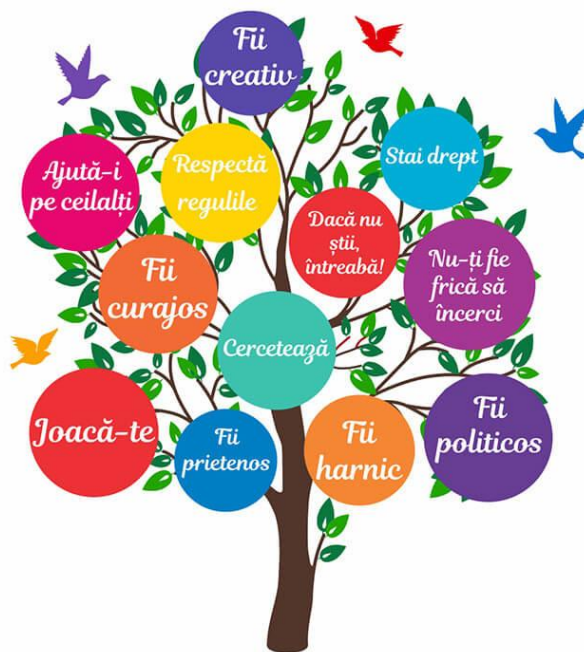 Fii
creativ
Ajută-i
pe ceilalți
Respectă
regulile
Stai drept
Dacă nu
știi,
întreabă!
Nu-ți fie
frică să
încerci
Fii
curajos
Cercetează
Joacă-te
Fii
prietenos
Fii
harnic
Fii
politicos